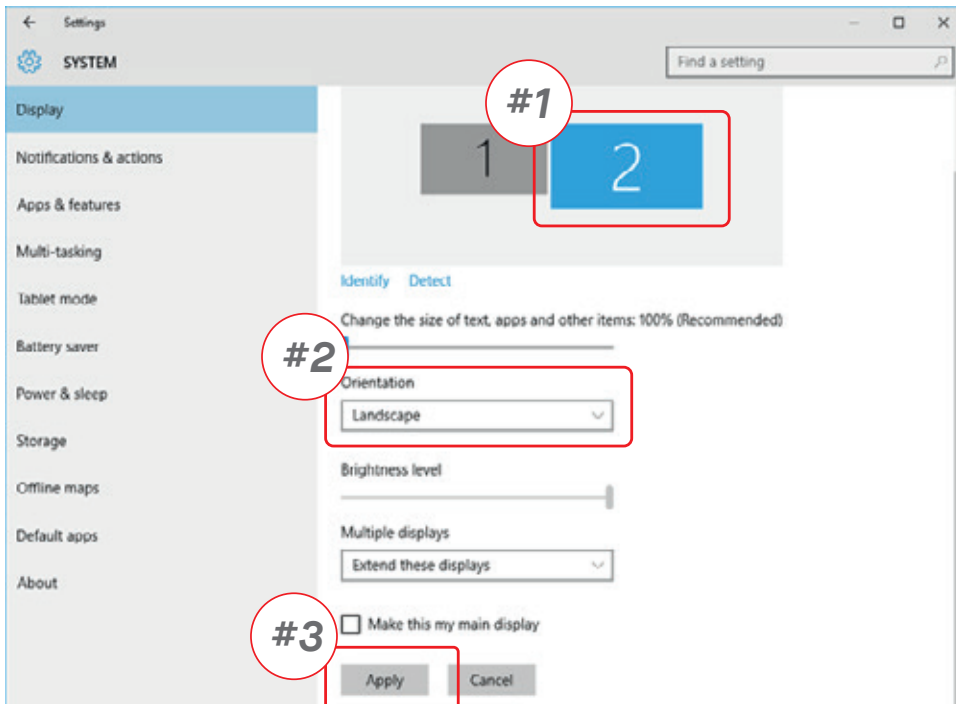 Settings
SYSTEM
Find a setting
Display
Notifications & actions
Apps & features
Multi-tasking
Tablet mode
Battery saver
Power & sleep
Storage
Offline maps
Default apps
About
#1
1
2
Identify Detect
Change the size of text, apps and other items: 100% (Recommended)
#2
Orientation
Landscape
Brightness level
Multiple displays
Extend these displays
Make this my main display
#3
Apply Cancel